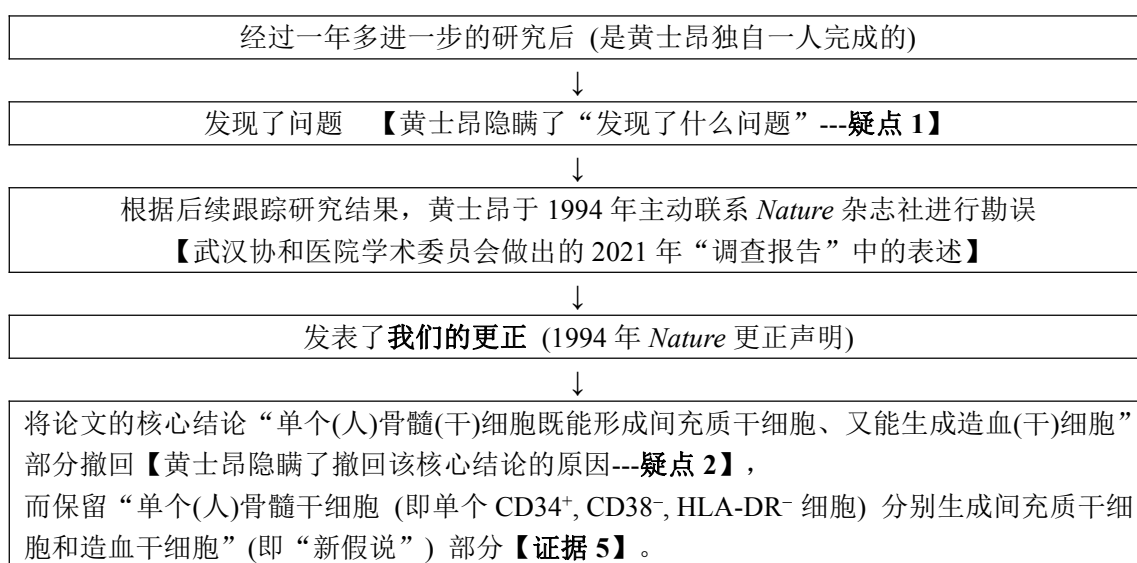 经过一年多进一步的研究后 (是黄士昂独自一人完成的)
↓
发现了问题 【黄士昂隐瞒了“发现了什么问题”---疑点 1】
↓
根据后续跟踪研究结果，黄士昂于 1994 年主动联系 Nature 杂志社进行勘误
【武汉协和医院学术委员会做出的 2021 年“调查报告”中的表述】
↓
发表了我们的更正 (1994 年 Nature 更正声明)
↓
将论文的核心结论“单个(人)骨髓(干)细胞既能形成间充质干细胞、又能生成造血(干)细胞”
部分撤回【黄士昂隐瞒了撤回该核心结论的原因---疑点 2】，
而保留“单个(人)骨髓干细胞 (即单个 CD34⁺, CD38⁻, HLA-DR⁻ 细胞) 分别生成间充质干细
胞和造血干细胞”(即“新假说”) 部分【证据 5】。